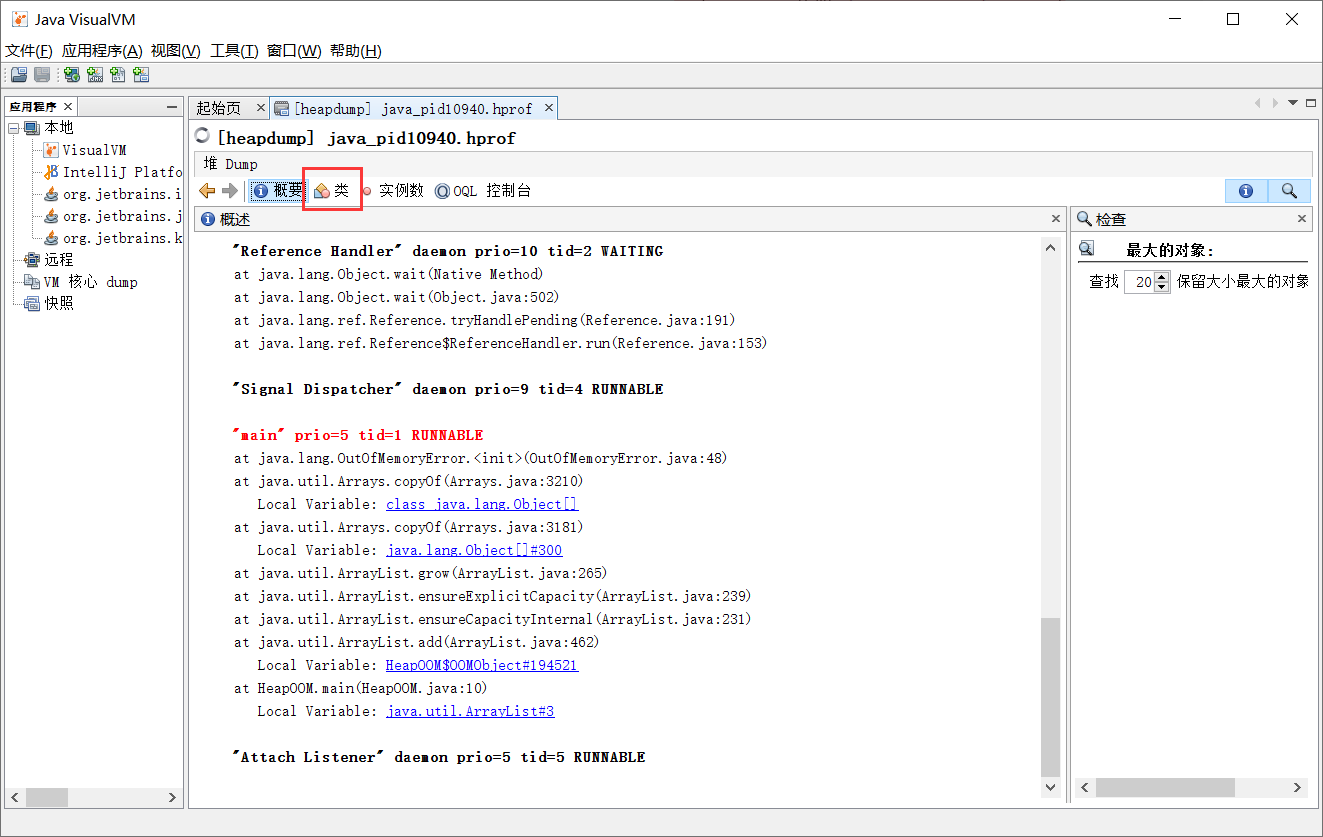 Java VisualVM
文件(F) 应用程序(A) 视图(V) 工具(T) 窗口(W) 帮助(H)
应用程序
本地
VisualVM
IntelliJ Platfo
org.jetbrains.i
org.jetbrains.j
org.jetbrains.k
远程
VM 核心 dump
快照
起始页 [heapdump] java_pid10940.hprof
[heapdump] java_pid10940.hprof
堆 Dump
概要 类 实例数 OQL 控制台
概述
"Reference Handler" daemon prio=10 tid=2 WAITING
at java.lang.Object.wait(Native Method)
at java.lang.Object.wait(Object.java:502)
at java.lang.ref.Reference.tryHandlePending(Reference.java:191)
at java.lang.ref.Reference$ReferenceHandler.run(Reference.java:153)
"Signal Dispatcher" daemon prio=9 tid=4 RUNNABLE
"main" prio=5 tid=1 RUNNABLE
at java.lang.OutOfMemoryError.<init>(OutOfMemoryError.java:48)
at java.util.Arrays.copyOf(Arrays.java:3210)
Local Variable: class java.lang.Object[]
at java.util.Arrays.copyOf(Arrays.java:3181)
Local Variable: java.lang.Object[]#300
at java.util.ArrayList.grow(ArrayList.java:265)
at java.util.ArrayList.ensureExplicitCapacity(ArrayList.java:239)
at java.util.ArrayList.ensureCapacityInternal(ArrayList.java:231)
at java.util.ArrayList.add(ArrayList.java:462)
Local Variable: HeapOOM$OOMObject#194521
at HeapOOM.main(HeapOOM.java:10)
Local Variable: java.util.ArrayList#3
"Attach Listener" daemon prio=5 tid=5 RUNNABLE
检查
最大的对象:
查找 20 保留大小最大的对象